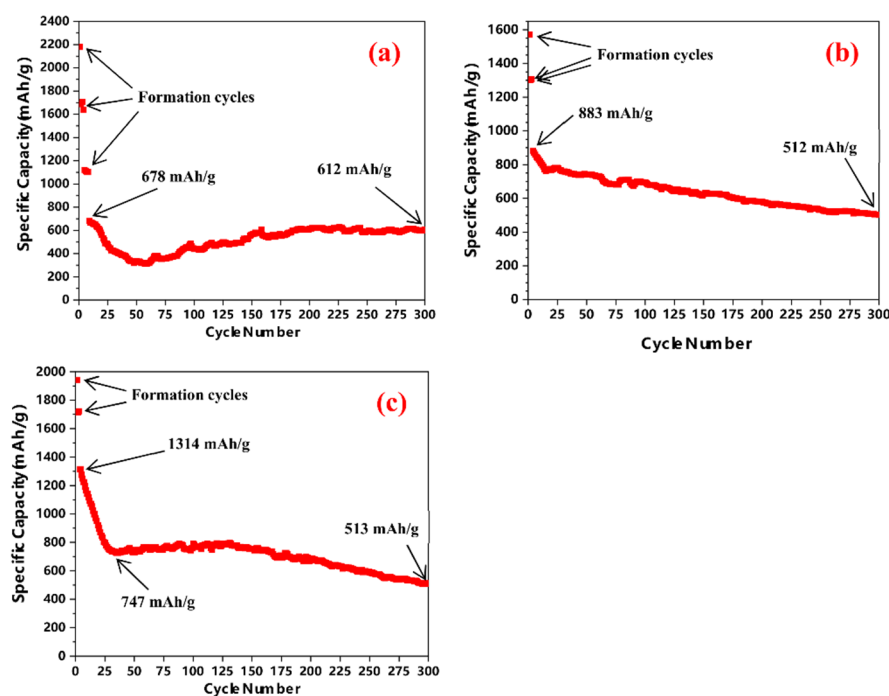 (a)
2400
2200
2000
1800
1600
1400
1200
1000
800
600
400
200
0
Specific Capacity(mAh/g)
Formation cycles
678 mAh/g
612 mAh/g
0 25 50 75 100 125 150 175 200 225 250 275 300
Cycle Number
(b)
1600
1400
1200
1000
800
600
400
200
0
Specific Capacity(mAh/g)
Formation cycles
883 mAh/g
512 mAh/g
0 25 50 75 100 125 150 175 200 225 250 275 300
Cycle Number
(c)
2000
1800
1600
1400
1200
1000
800
600
400
200
0
Specific Capacity(mAh/g)
Formation cycles
1314 mAh/g
513 mAh/g
747 mAh/g
0 25 50 75 100 125 150 175 200 225 250 275 300
Cycle Number